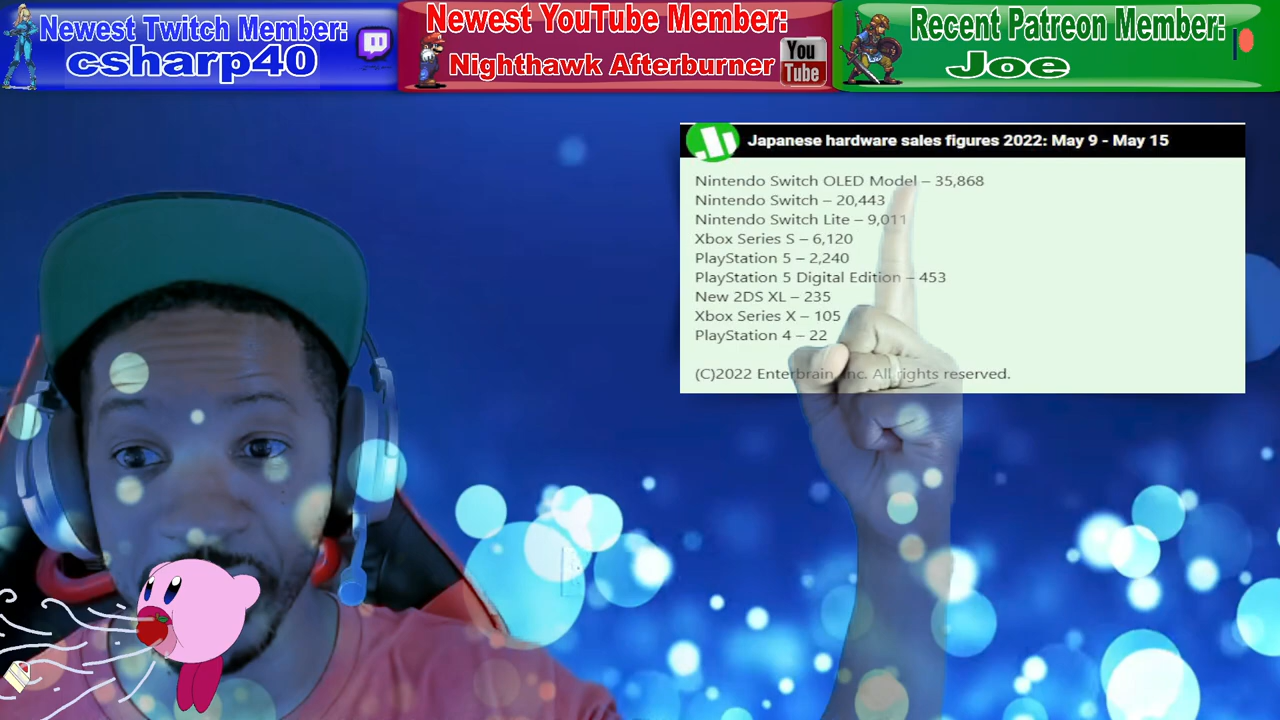 Newest Twitch Member:
csharp40
Newest YouTube Member:
Nighthawk Afterburner
You
Tube
Recent Patreon Member:
Joe
Japanese hardware sales figures 2022: May 9 - May 15
Nintendo Switch OLED Model – 35,868
Nintendo Switch – 20,443
Nintendo Switch Lite – 9,011
Xbox Series S – 6,120
PlayStation 5 – 2,240
PlayStation 5 Digital Edition – 453
New 2DS XL – 235
Xbox Series X – 105
PlayStation 4 – 22
(C)2022 Enterbrain, Inc. All rights reserved.